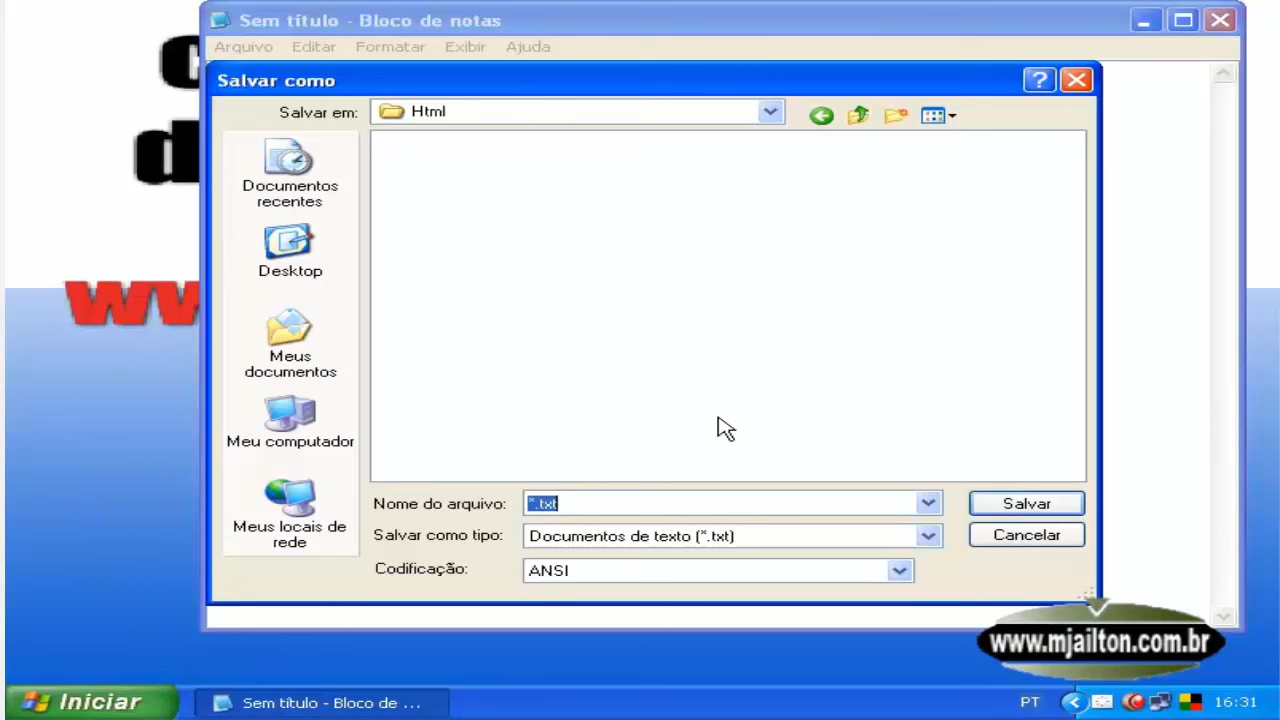 Sem título - Bloco de notas
Arquivo Editar Formatar Exibir Ajuda
Salvar como
Salvar em: Html
Documentos
recentes
Desktop
Meus
documentos
Meu computador
Meus locais de
rede
Nome do arquivo: *.txt
Salvar
Salvar como tipo: Documentos de texto (*.txt)
Cancelar
Codificação: ANSI
www.mjailton.com.br
Iniciar
Sem título - Bloco de ...
PT
16:31